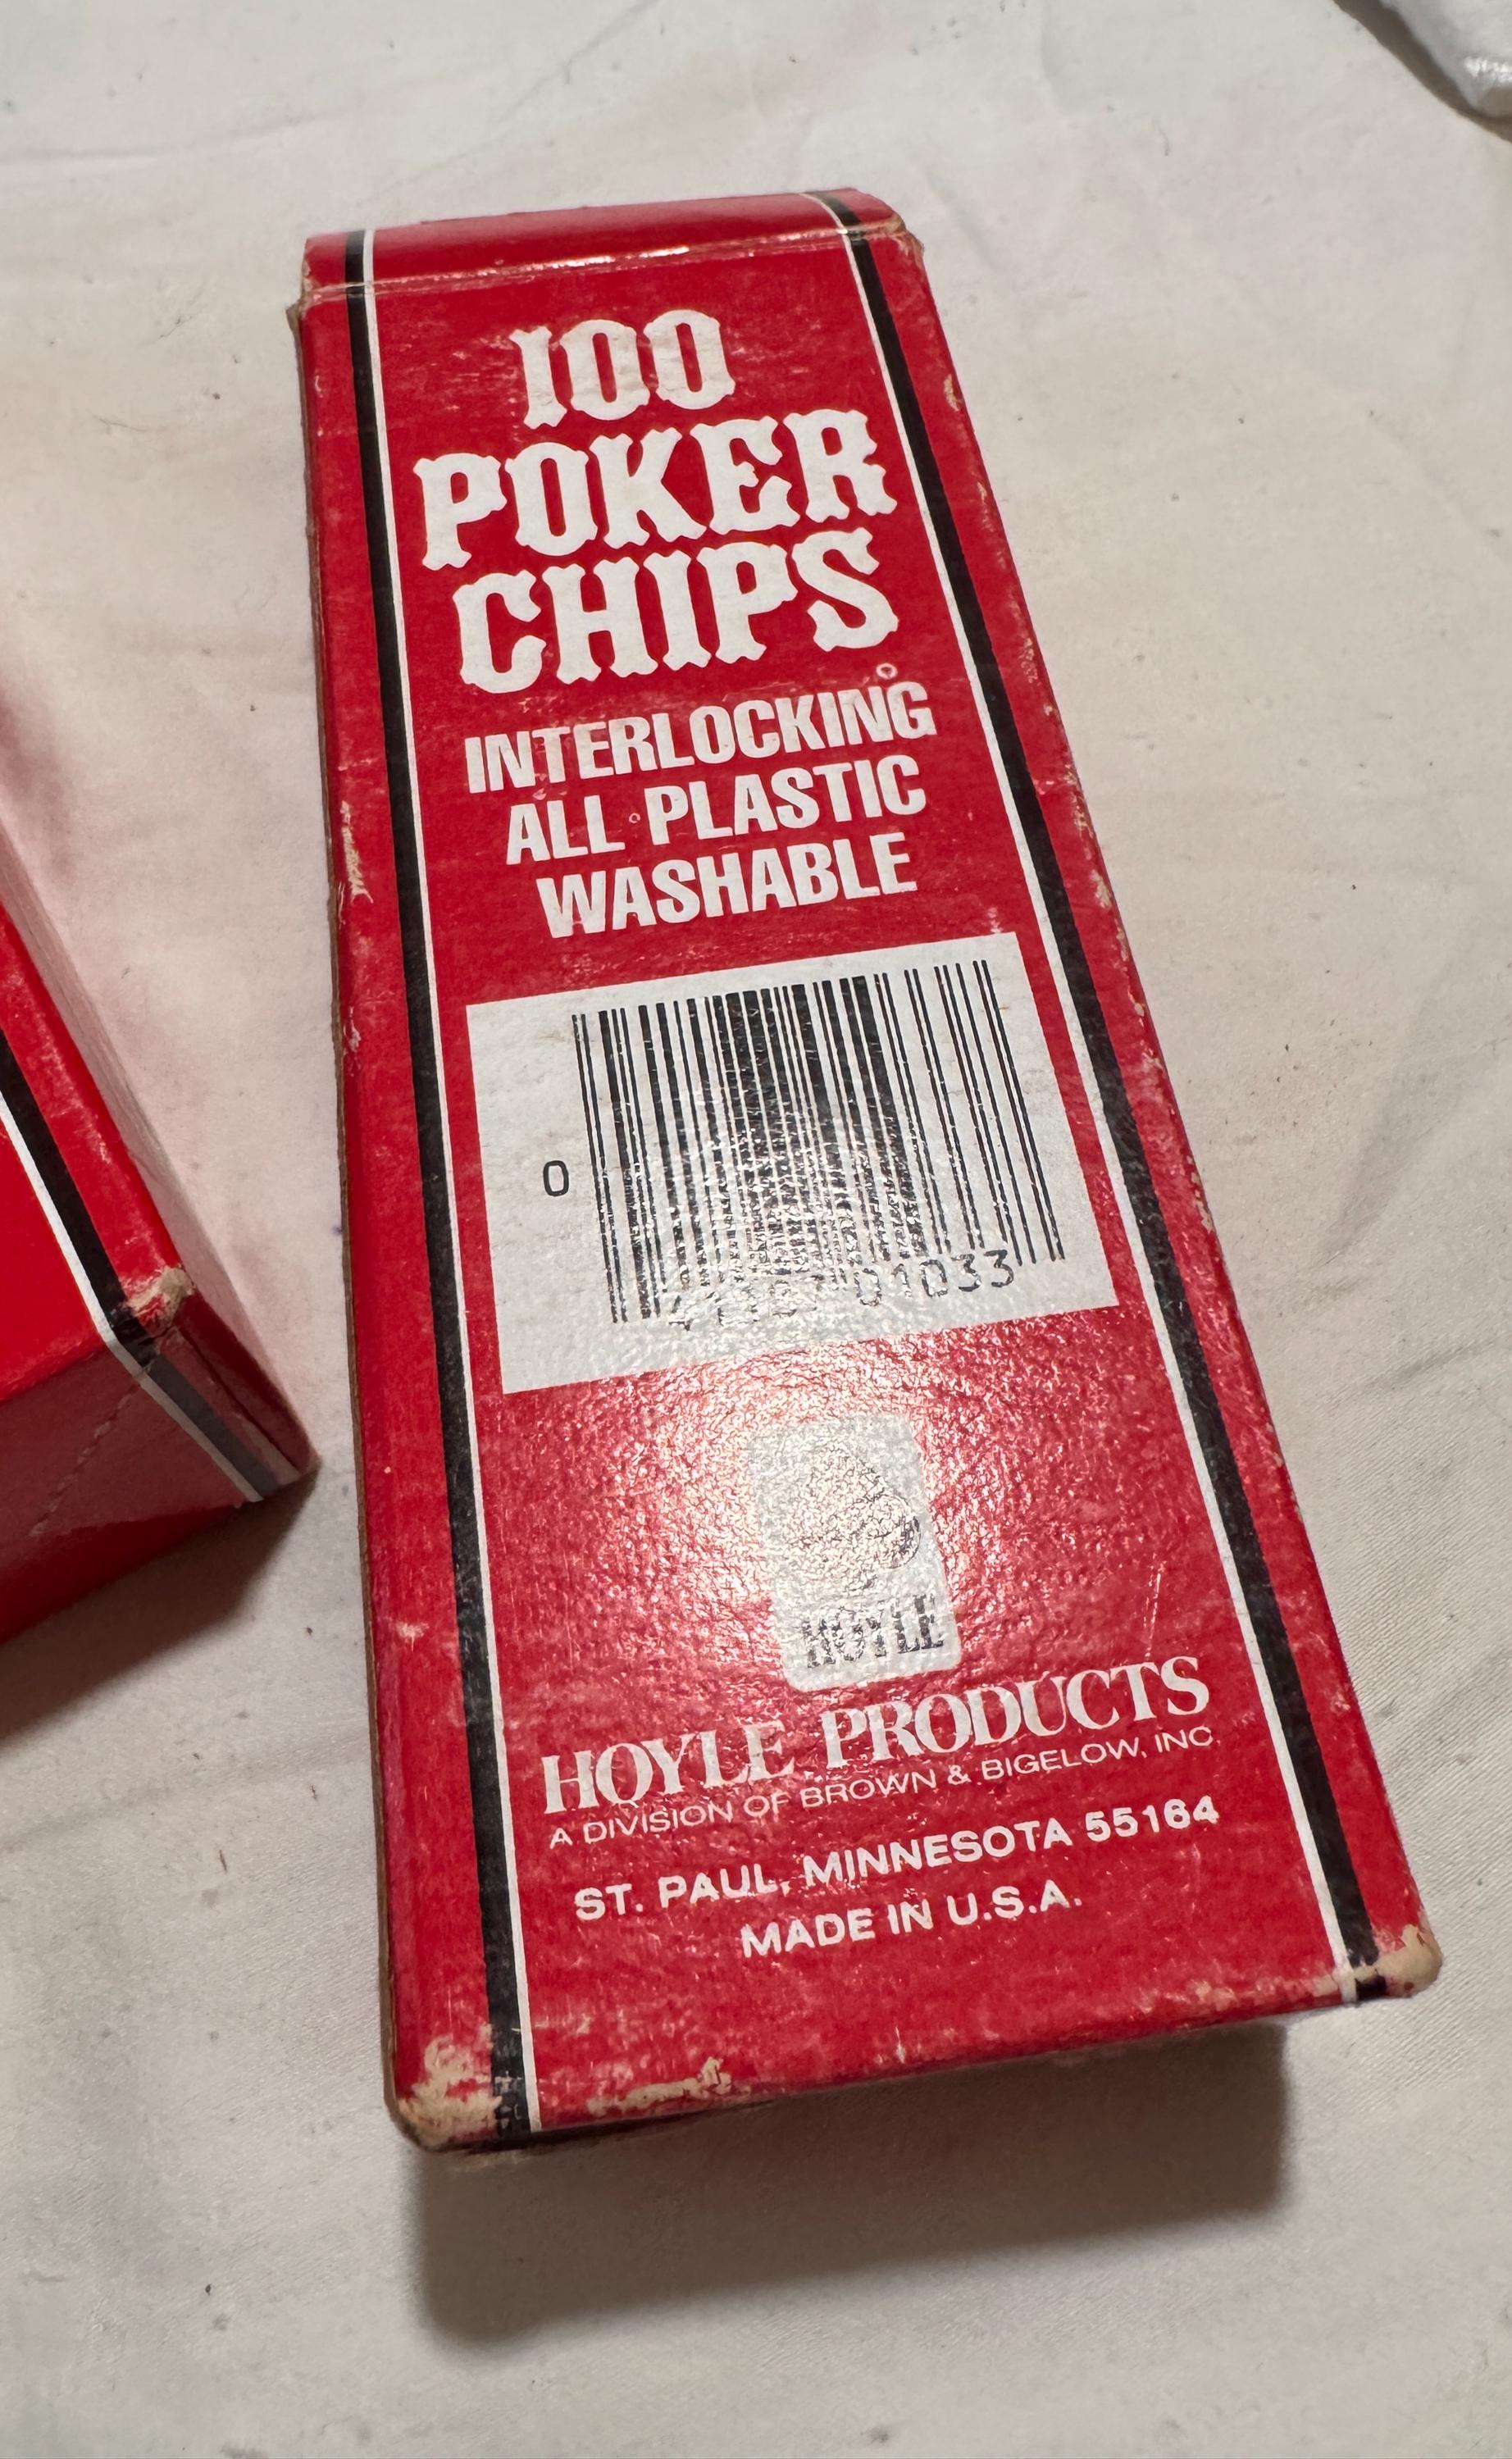 100
POKER
CHIPS
INTERLOCKING
ALL PLASTIC
WASHABLE
0
01033
HOYLE
HOYLE PRODUCTS
A DIVISION OF BROWN & BIGELOW, INC.
ST. PAUL, MINNESOTA 55164
MADE IN U.S.A.